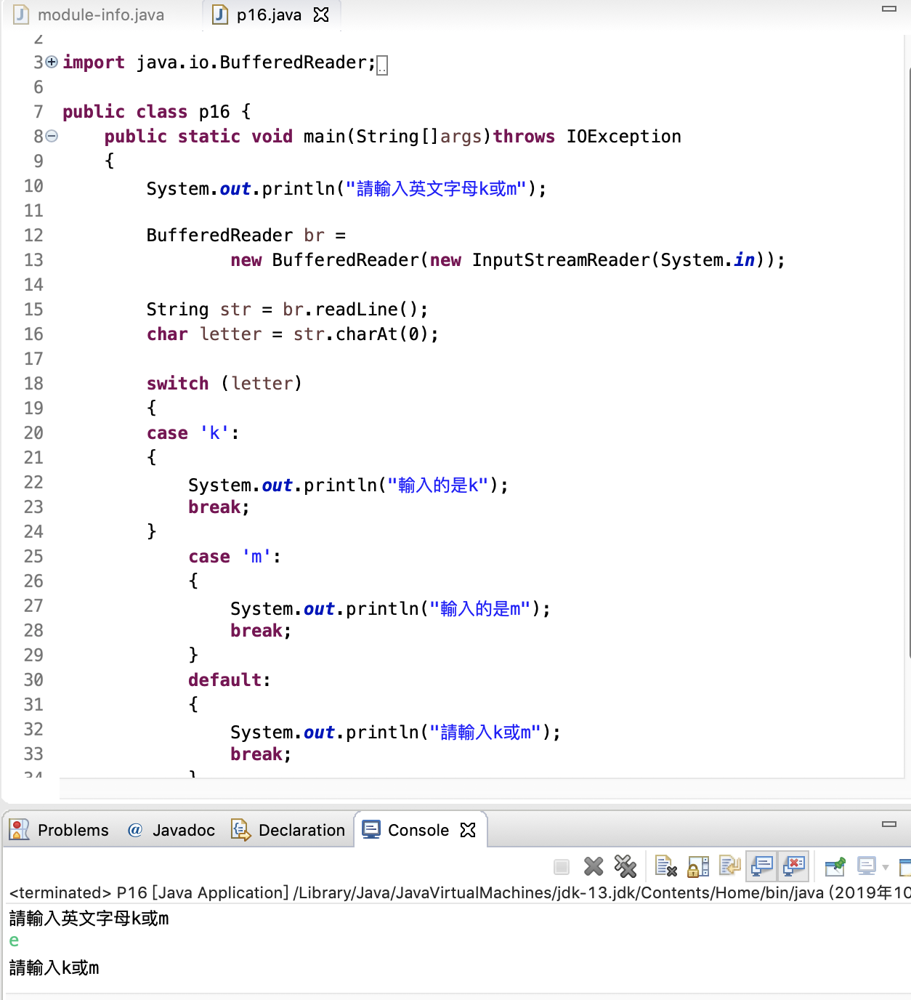 module-info.java
p16.java
2
3 import java.io.BufferedReader;
6
7 public class p16 {
8 public static void main(String[]args)throws IOException
9 {
10 System.out.println("請輸入英文字母k或m");
11
12 BufferedReader br =
13 new BufferedReader(new InputStreamReader(System.in));
14
15 String str = br.readLine();
16 char letter = str.charAt(0);
17
18 switch (letter)
19 {
20 case 'k':
21 {
22 System.out.println("輸入的是k");
23 break;
24 }
25 case 'm':
26 {
27 System.out.println("輸入的是m");
28 break;
29 }
30 default:
31 {
32 System.out.println("請輸入k或m");
33 break;
34 }
Problems @ Javadoc Declaration Console
<terminated> P16 [Java Application] /Library/Java/JavaVirtualMachines/jdk-13.jdk/Contents/Home/bin/java (2019年10
請輸入英文字母k或m
e
請輸入k或m